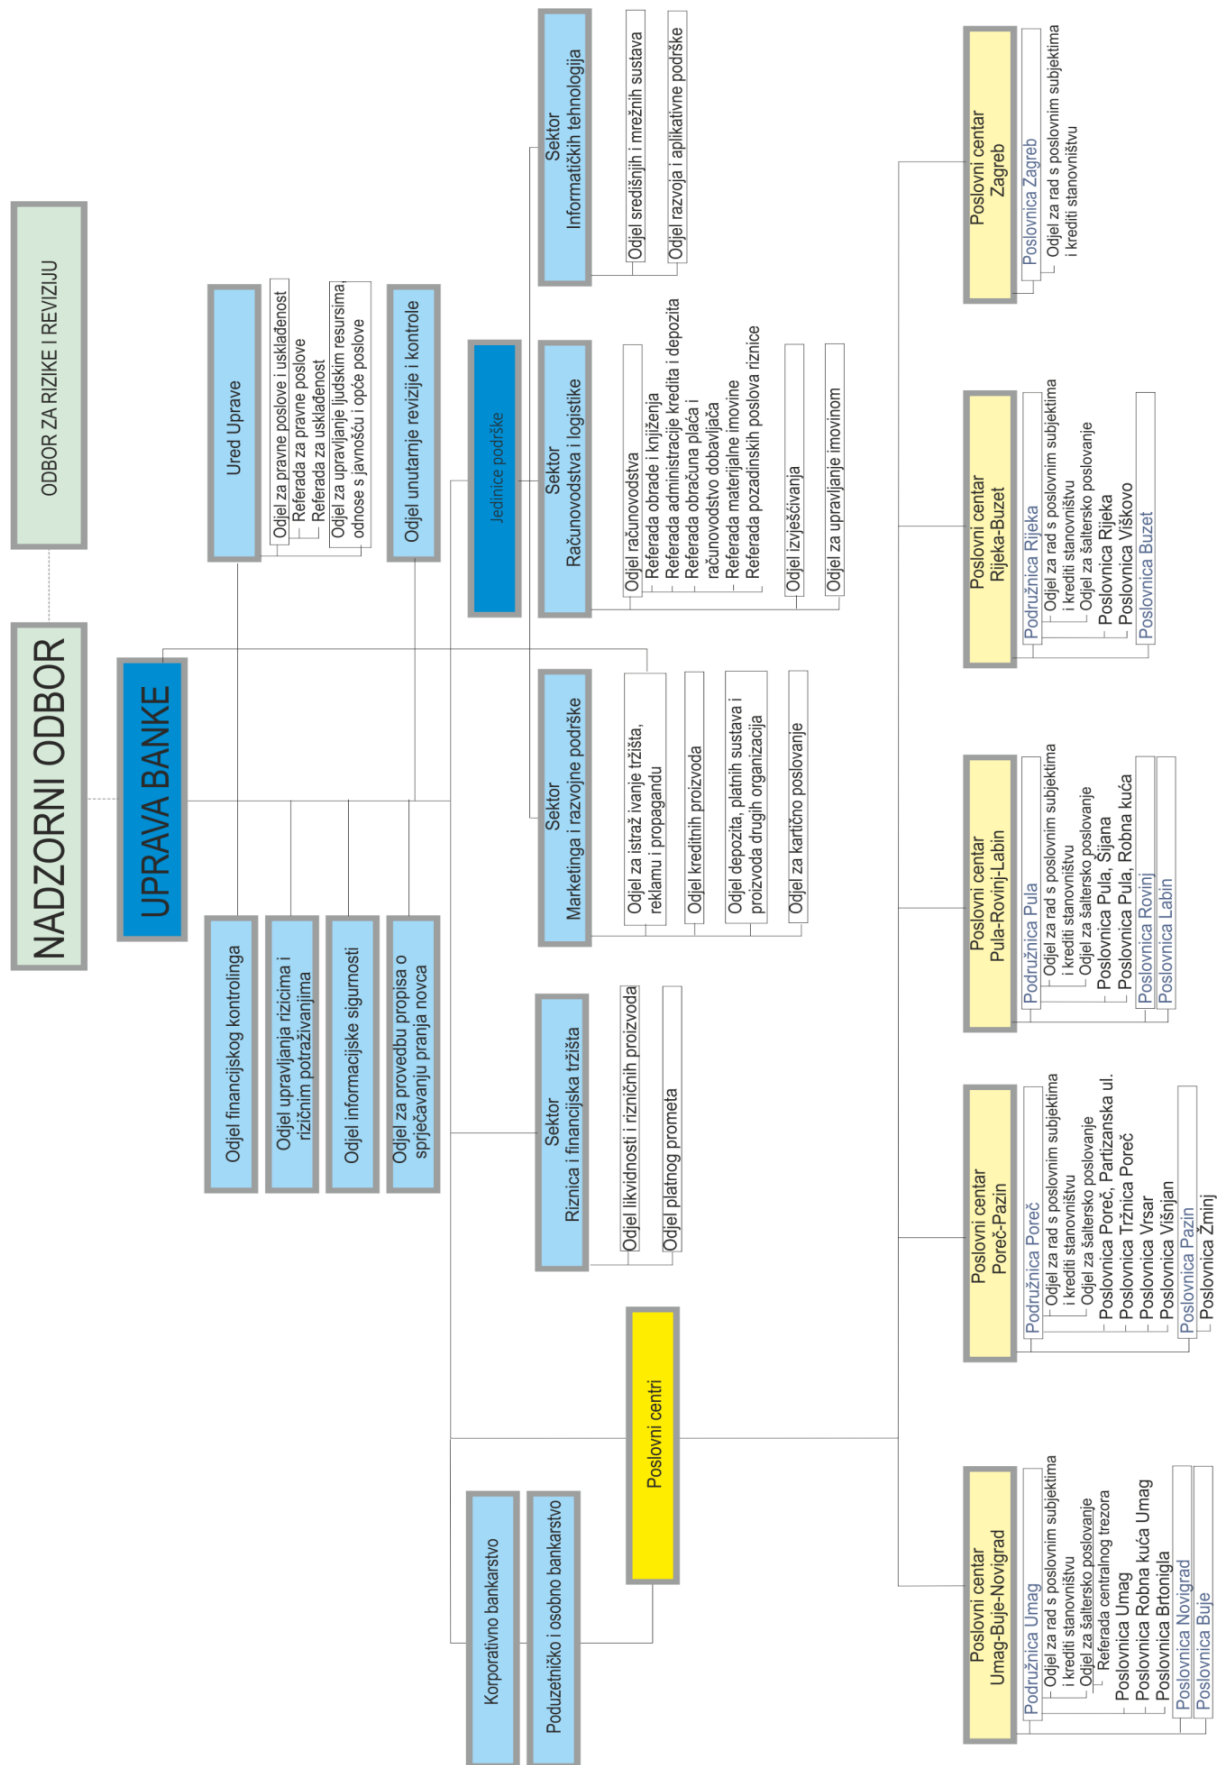 NADZORNI ODBOR
ODBOR ZA RIZIKE I REVIZIJU
UPRAVA BANKE
Odjel financijskog kontrolinga
Odjel upravljanja rizicima i
rizičnim potraživanjima
Odjel informacijske sigurnosti
Odjel za provedbu propisa o
sprječavanju pranja novca
Ured Uprave
Odjel za pravne poslove i usklađenost
Referada za pravne poslove
Referada za usklađenost
Odjel za upravljanje ljudskim resursima,
odnose s javnošću i opće poslove
Odjel unutarnje revizije i kontrole
Korporativno bankarstvo
Poduzetničko i osobno bankarstvo
Jedinice podrške
Sektor
Riznica i financijska tržišta
Odjel likvidnosti i rizničnih proizvoda
Odjel platnog prometa
Sektor
Marketinga i razvojne podrške
Odjel za istraž ivanje tržišta,
reklamu i propagandu
Odjel kreditnih proizvoda
Odjel depozita, platnih sustava i
proizvoda drugih organizacija
Odjel za kartično poslovanje
Sektor
Računovodstva i logistike
Odjel računovodstva
Referada obrade i knjiženja
Referada administracije kredita i depozita
Referada obračuna plaća i
računovodstvo dobavljača
Referada materijalne imovine
Referada pozadinskih poslova riznice
Odjel izvješćivanja
Odjel za upravljanje imovinom
Sektor
Informatičkih tehnologija
Odjel središnjih i mrežnih sustava
Odjel razvoja i aplikativne podrške
Poslovni centri
Poslovni centar
Umag-Buje-Novigrad
Podružnica Umag
Odjel za rad s poslovnim subjektima
i krediti stanovništvu
Odjel za šaltersko poslovanje
Referada centralnog trezora
Poslovnica Umag
Poslovnica Robna kuća Umag
Poslovnica Brtonigla
Poslovnica Novigrad
Poslovnica Buje
Poslovni centar
Poreč-Pazin
Podružnica Poreč
Odjel za rad s poslovnim subjektima
i krediti stanovništvu
Odjel za šaltersko poslovanje
Poslovnica Poreč, Partizanska ul.
Poslovnica Tržnica Poreč
Poslovnica Vrsar
Poslovnica Višnjan
Poslovnica Pazin
Poslovnica Žminj
Poslovni centar
Pula-Rovinj-Labin
Podružnica Pula
Odjel za rad s poslovnim subjektima
i krediti stanovništvu
Odjel za šaltersko poslovanje
Poslovnica Pula, Šijana
Poslovnica Pula, Robna kuća
Poslovnica Rovinj
Poslovnica Labin
Poslovni centar
Rijeka-Buzet
Podružnica Rijeka
Odjel za rad s poslovnim subjektima
i krediti stanovništvu
Odjel za šaltersko poslovanje
Poslovnica Rijeka
Poslovnica Viškovo
Poslovnica Buzet
Poslovni centar
Zagreb
Poslovnica Zagreb
Odjel za rad s poslovnim subjektima
i krediti stanovništvu